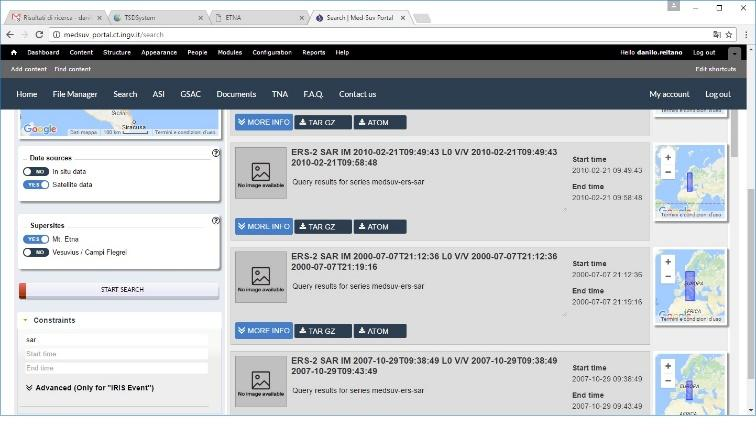 Risultati di ricerca - danilo
TSDSystem
ETNA
Search | Med-Suv Portal
medsuv_portal.ct.ingv.it/search
Dashboard Content Structure Appearance People Modules Configuration Reports Help
Hello danilo.reitano Log out
Add content Find content
Edit shortcuts
Home File Manager Search ASI GSAC Documents TNA F.A.Q. Contact us
My account Log out
Siracusa
Google
Dati mappa 100 km Termini e condizioni d'uso
MORE INFO TAR GZ ATOM
Termini e condizioni d'uso
Data sources
NO In situ data
YES Satellite data
Supersites
YES Mt. Etna
NO Vesuvius / Campi Flegrei
START SEARCH
Constraints
sar
Start time
End time
Advanced (Only for "IRIS Event")
No image available
ERS-2 SAR IM 2010-02-21T09:49:43 L0 V/V 2010-02-21T09:49:43
2010-02-21T09:58:48
Query results for series medsuv-ers-sar
Start time
2010-02-21 09:49:43
End time
2010-02-21 09:58:48
MORE INFO TAR GZ ATOM
+
−
Google
Termini e condizioni d'uso
No image available
ERS-2 SAR IM 2000-07-07T21:12:36 L0 V/V 2000-07-07T21:12:36
2000-07-07T21:19:16
Query results for series medsuv-ers-sar
Start time
2000-07-07 21:12:36
End time
2000-07-07 21:19:16
MORE INFO TAR GZ ATOM
+
−
EUROPA
AFRICA
Termini e condizioni d'uso
No image available
ERS-2 SAR IM 2007-10-29T09:38:49 L0 V/V 2007-10-29T09:38:49
2007-10-29T09:43:49
Query results for series medsuv-ers-sar
Start time
2007-10-29 09:38:49
End time
2007-10-29 09:43:49
+
−
EUROPA